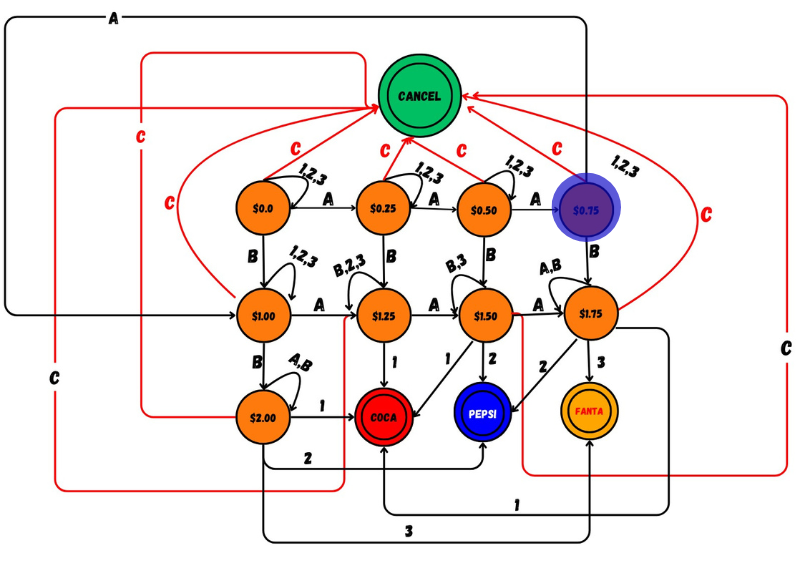 A
CANCEL
C
C
C
C
C
1,2,3
1,2,3
1,2,3
1,2,3
$0.0
A
$0.25
A
$0.50
A
$0.75
C
C
B
1,2,3
B,2,3
B
B,3
B
A,B
B
$1.00
A
$1.25
A
$1.50
A
$1.75
C
C
B
A,B
1
1
2
2
3
$2.00
1
COCA
PEPSI
FANTA
2
1
3